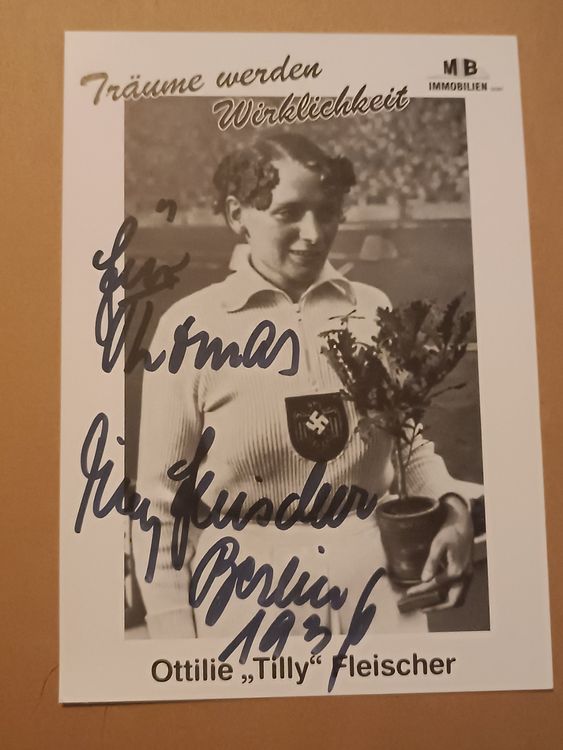 Träume werden
Wirklichkeit
MB
IMMOBILIEN
Für
Thomas
Tilly Fleischer
Berlin
1936
Ottilie „Tilly“ Fleischer